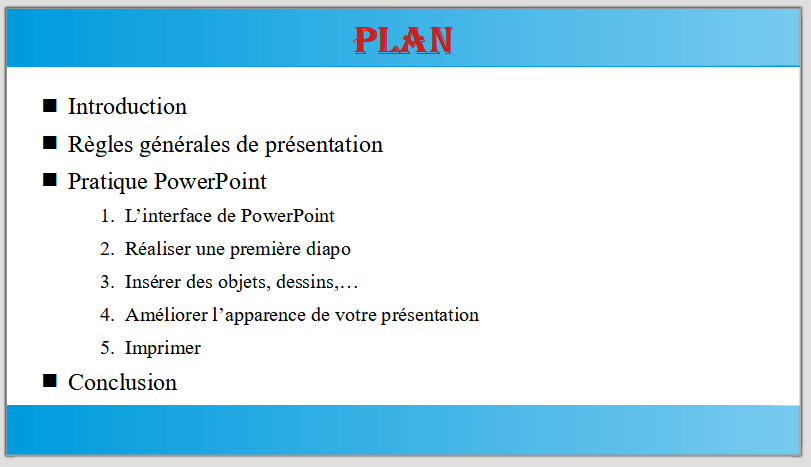 PLAN
■ Introduction
■ Règles générales de présentation
■ Pratique PowerPoint
1. L’interface de PowerPoint
2. Réaliser une première diapo
3. Insérer des objets, dessins,…
4. Améliorer l’apparence de votre présentation
5. Imprimer
■ Conclusion